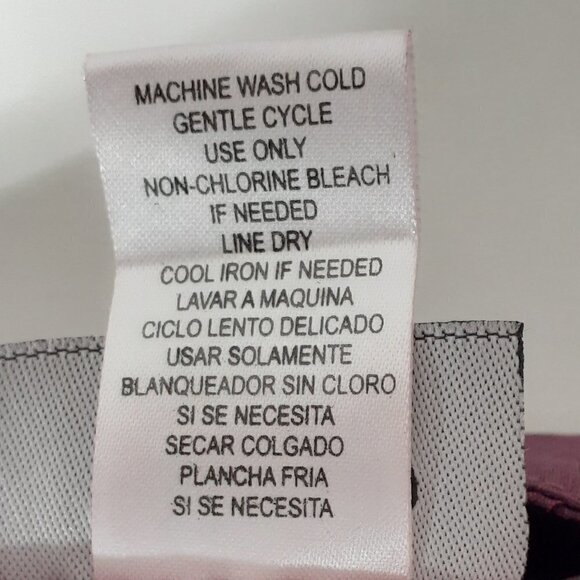 MACHINE WASH COLD
GENTLE CYCLE
USE ONLY
NON-CHLORINE BLEACH
IF NEEDED
LINE DRY
COOL IRON IF NEEDED
LAVAR A MAQUINA
CICLO LENTO DELICADO
USAR SOLAMENTE
BLANQUEADOR SIN CLORO
SI SE NECESITA
SECAR COLGADO
PLANCHA FRIA
SI SE NECESITA